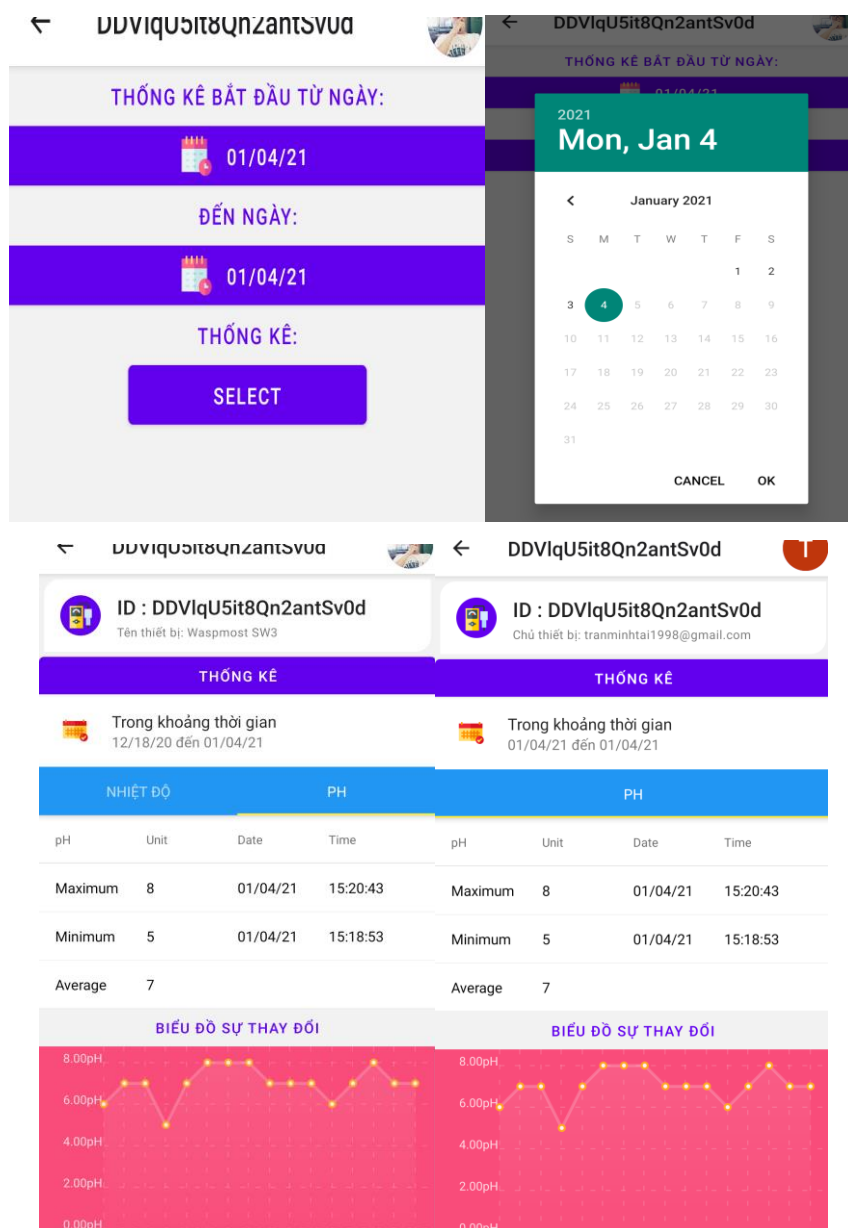 DDVlqU5it8Qn2antSv0d
THỐNG KÊ BẮT ĐẦU TỪ NGÀY:
01/04/21
ĐẾN NGÀY:
01/04/21
THỐNG KÊ:
SELECT
DDVlqU5it8Qn2antSv0d
THỐNG KÊ BẮT ĐẦU TỪ NGÀY:
01/04/21
2021
Mon, Jan 4
January 2021
S M T W T F S
1 2
3 4 5 6 7 8 9
10 11 12 13 14 15 16
17 18 19 20 21 22 23
24 25 26 27 28 29 30
31
CANCEL OK
DDVlqU5it8Qn2antSv0d
ID : DDVlqU5it8Qn2antSv0d
Tên thiết bị: Waspmost SW3
THỐNG KÊ
Trong khoảng thời gian
12/18/20 đến 01/04/21
NHIỆT ĐỘ PH
pH Unit Date Time
Maximum 8 01/04/21 15:20:43
Minimum 5 01/04/21 15:18:53
Average 7
BIỂU ĐỒ SỰ THAY ĐỔI
8.00pH
6.00pH
4.00pH
2.00pH
0.00pH
DDVlqU5it8Qn2antSv0d
T
ID : DDVlqU5it8Qn2antSv0d
Chủ thiết bị: tranminhtai1998@gmail.com
THỐNG KÊ
Trong khoảng thời gian
01/04/21 đến 01/04/21
PH
pH Unit Date Time
Maximum 8 01/04/21 15:20:43
Minimum 5 01/04/21 15:18:53
Average 7
BIỂU ĐỒ SỰ THAY ĐỔI
8.00pH
6.00pH
4.00pH
2.00pH
0.00pH